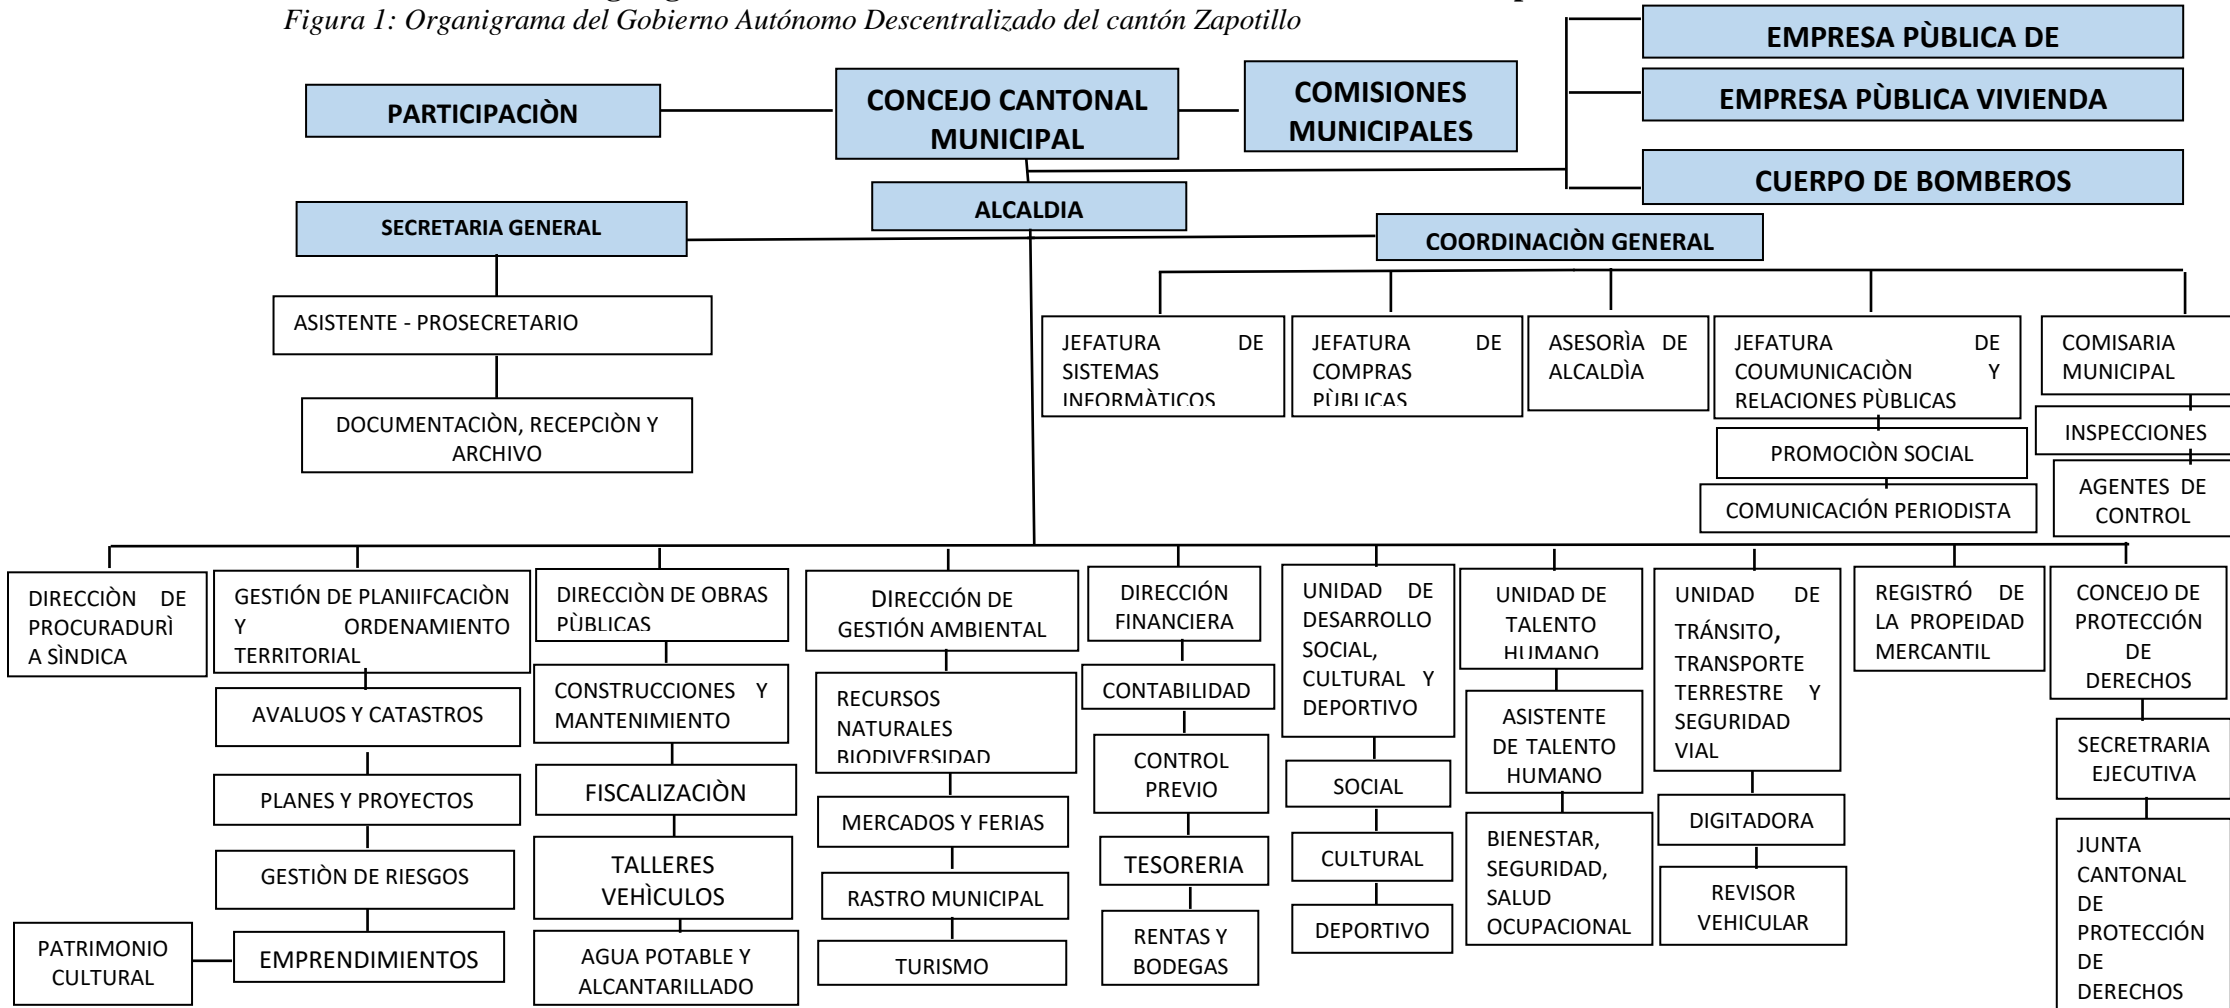 Figura 1: Organigrama del Gobierno Autónomo Descentralizado del cantón Zapotillo
EMPRESA PÙBLICA DE
EMPRESA PÙBLICA VIVIENDA
CUERPO DE BOMBEROS
PARTICIPACIÒN
CONCEJO CANTONAL
MUNICIPAL
COMISIONES
MUNICIPALES
ALCALDIA
SECRETARIA GENERAL
COORDINACIÒN GENERAL
ASISTENTE - PROSECRETARIO
DOCUMENTACIÒN, RECEPCIÒN Y
ARCHIVO
JEFATURA DE
SISTEMAS
INFORMÀTICOS
JEFATURA DE
COMPRAS
PÙBLICAS
ASESORÌA DE
ALCALDÌA
JEFATURA DE
COUMUNICACIÒN Y
RELACIONES PÙBLICAS
PROMOCIÒN SOCIAL
COMUNICACIÓN PERIODISTA
COMISARIA
MUNICIPAL
INSPECCIONES
AGENTES DE
CONTROL
DIRECCIÒN DE
PROCURADURÌ
A SÌNDICA
GESTIÓN DE PLANIIFCACIÒN
Y ORDENAMIENTO
TERRITORIAL
AVALUOS Y CATASTROS
PLANES Y PROYECTOS
GESTIÒN DE RIESGOS
EMPRENDIMIENTOS
PATRIMONIO
CULTURAL
DIRECCIÒN DE OBRAS
PÙBLICAS
CONSTRUCCIONES Y
MANTENIMIENTO
FISCALIZACIÒN
TALLERES
VEHÌCULOS
AGUA POTABLE Y
ALCANTARILLADO
DIRECCIÓN DE
GESTIÓN AMBIENTAL
RECURSOS
NATURALES
BIODIVERSIDAD
MERCADOS Y FERIAS
RASTRO MUNICIPAL
TURISMO
DIRECCIÓN
FINANCIERA
CONTABILIDAD
CONTROL
PREVIO
TESORERIA
RENTAS Y
BODEGAS
UNIDAD DE
DESARROLLO
SOCIAL,
CULTURAL Y
DEPORTIVO
SOCIAL
CULTURAL
DEPORTIVO
UNIDAD DE
TALENTO
HUMANO
ASISTENTE
DE TALENTO
HUMANO
BIENESTAR,
SEGURIDAD,
SALUD
OCUPACIONAL
UNIDAD DE
TRÁNSITO,
TRANSPORTE
TERRESTRE Y
SEGURIDAD
VIAL
DIGITADORA
REVISOR
VEHICULAR
REGISTRÓ DE
LA PROPEIDAD
MERCANTIL
CONCEJO DE
PROTECCIÓN
DE
DERECHOS
SECRETRARIA
EJECUTIVA
JUNTA
CANTONAL
DE
PROTECCIÓN
DE
DERECHOS